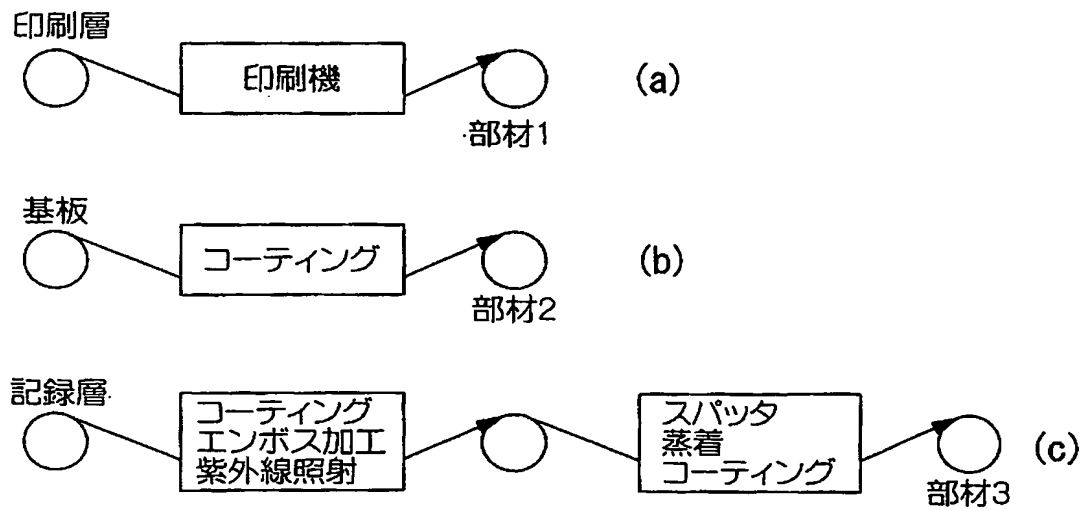 印刷層
印刷機
(a)
部材1
基板
コーティング
(b)
部材2
記録層
コーティング
エンボス加工
紫外線照射
スパッタ
蒸着
コーティング
(c)
部材3